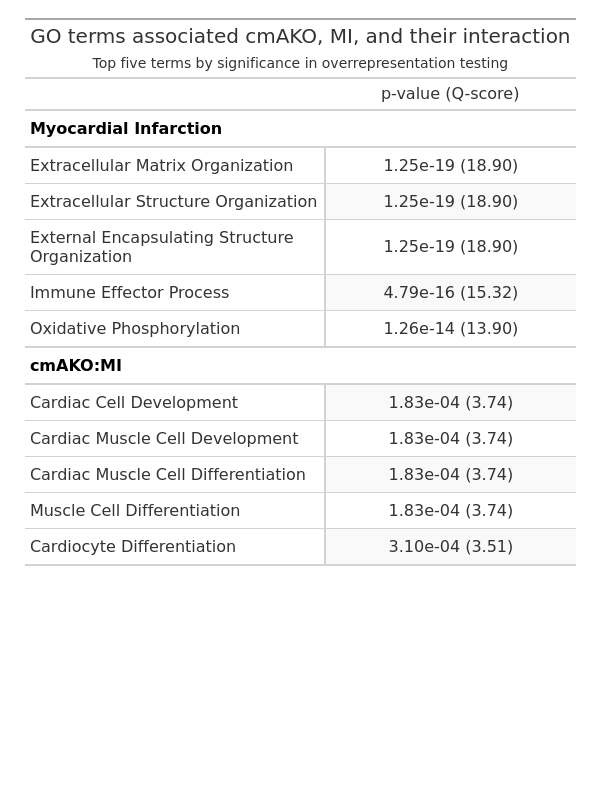 GO terms associated cmAKO, MI, and their interaction
Top five terms by significance in overrepresentation testing
p-value (Q-score)
Myocardial Infarction
Extracellular Matrix Organization 1.25e-19 (18.90)
Extracellular Structure Organization 1.25e-19 (18.90)
External Encapsulating Structure
Organization 1.25e-19 (18.90)
Immune Effector Process 4.79e-16 (15.32)
Oxidative Phosphorylation 1.26e-14 (13.90)
cmAKO:MI
Cardiac Cell Development 1.83e-04 (3.74)
Cardiac Muscle Cell Development 1.83e-04 (3.74)
Cardiac Muscle Cell Differentiation 1.83e-04 (3.74)
Muscle Cell Differentiation 1.83e-04 (3.74)
Cardiocyte Differentiation 3.10e-04 (3.51)